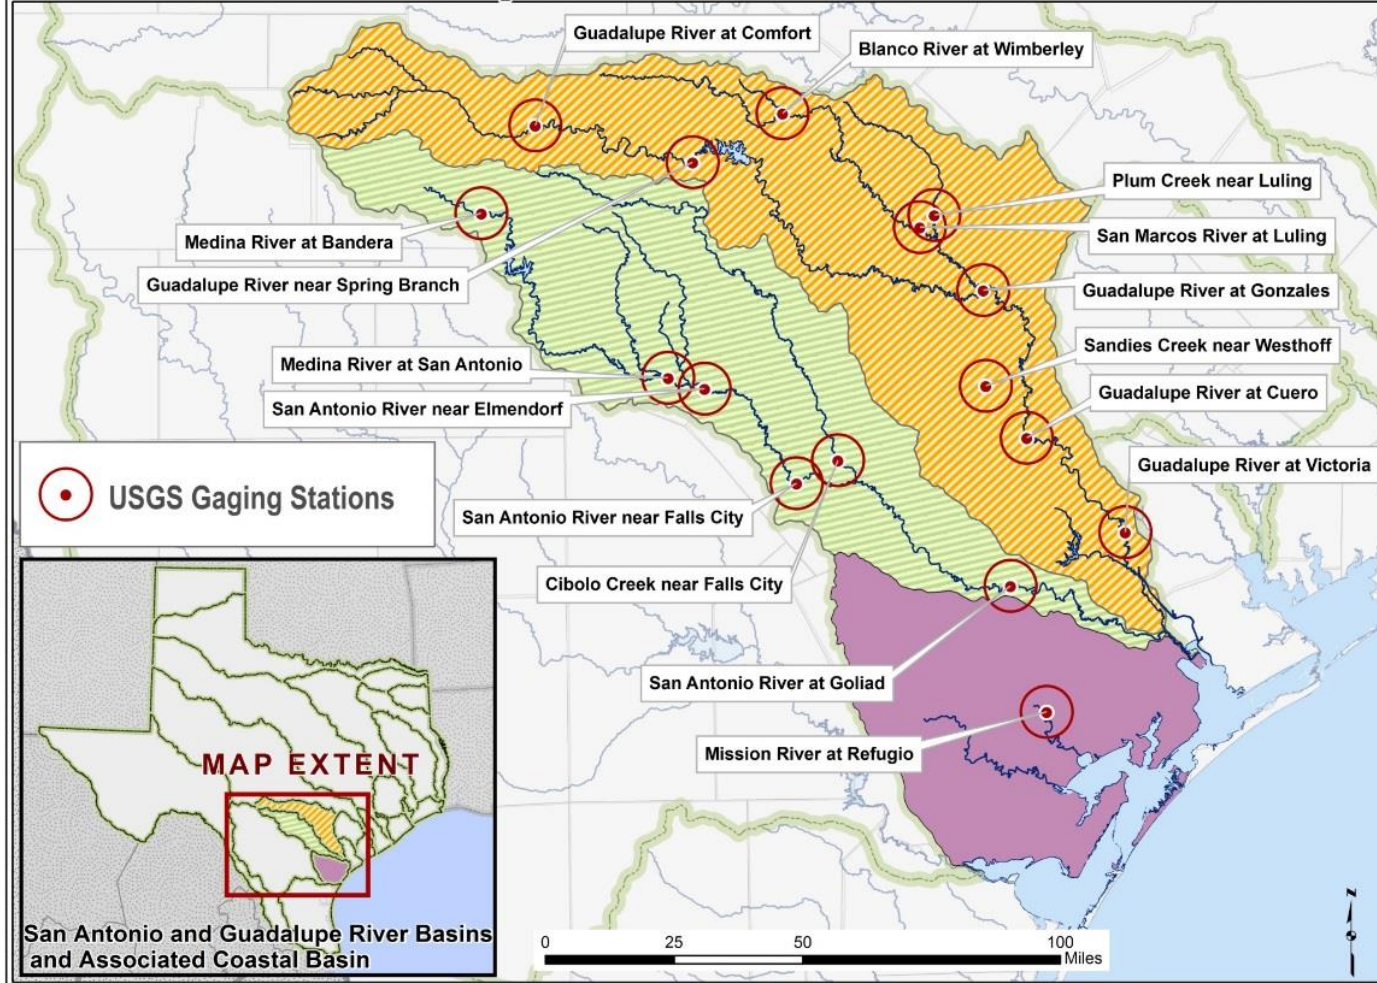 Guadalupe River at Comfort
Blanco River at Wimberley
Plum Creek near Luling
San Marcos River at Luling
Medina River at Bandera
Guadalupe River near Spring Branch
Guadalupe River at Gonzales
Sandies Creek near Westhoff
Medina River at San Antonio
Guadalupe River at Cuero
San Antonio River near Elmendorf
Guadalupe River at Victoria
USGS Gaging Stations
San Antonio River near Falls City
Cibolo Creek near Falls City
San Antonio River at Goliad
Mission River at Refugio
MAP EXTENT
San Antonio and Guadalupe River Basins
and Associated Coastal Basin
0 25 50 100
Miles
N